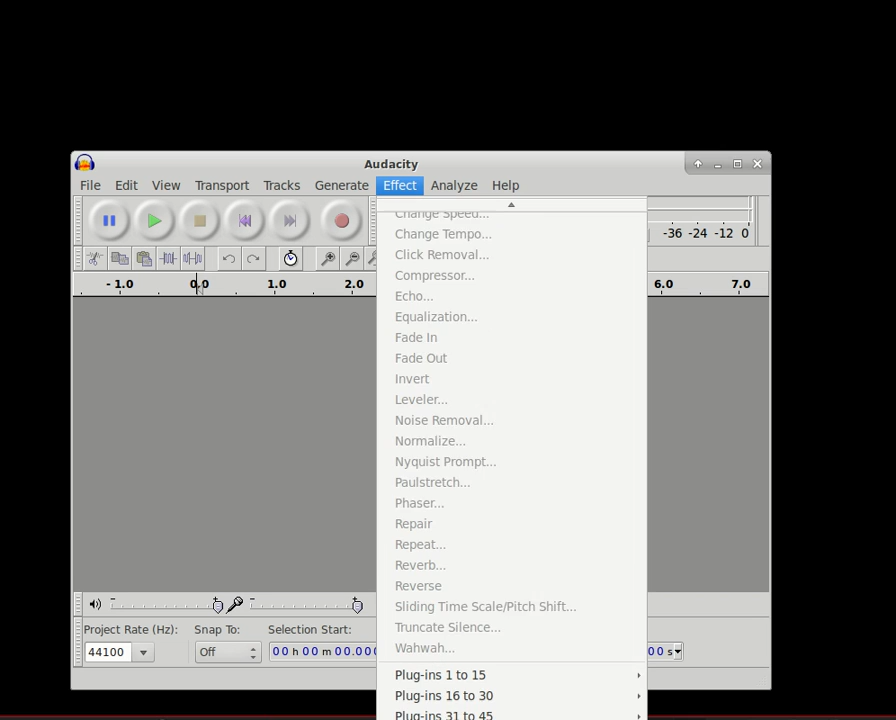 Audacity
File Edit View Transport Tracks Generate Effect Analyze Help
Change Speed...
-36 -24 -12 0
Change Tempo...
Click Removal...
Compressor...
- 1.0 0.0 1.0 2.0 6.0 7.0
Echo...
Equalization...
Fade In
Fade Out
Invert
Leveler...
Noise Removal...
Normalize...
Nyquist Prompt...
Paulstretch...
Phaser...
Repair
Repeat...
Reverb...
Reverse
Sliding Time Scale/Pitch Shift...
Truncate Silence...
Wahwah...
Plug-ins 1 to 15
Plug-ins 16 to 30
Plug-ins 31 to 45
Project Rate (Hz): Snap To: Selection Start:
44100 Off 00 h 00 m 00.000 00 s